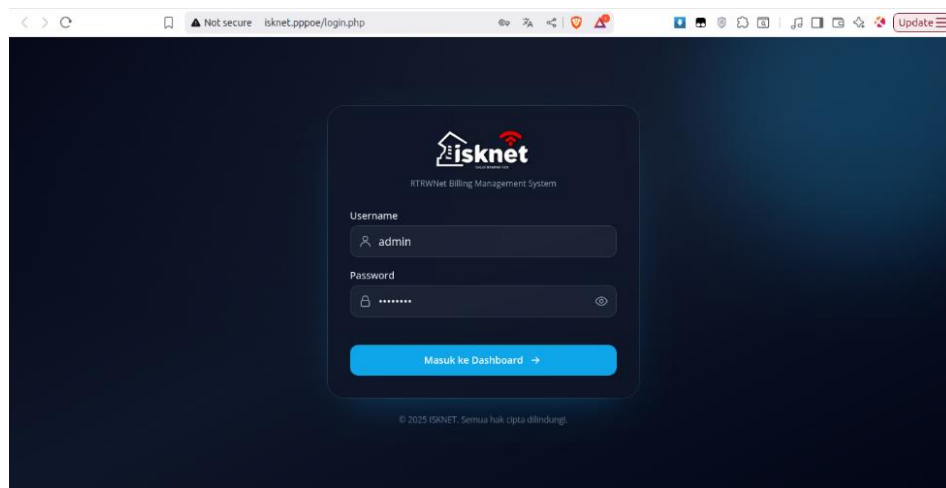 Not secure isknet.pppoe/login.php
Update
isknet
RTRWNet Billing Management System
Username
admin
Password
Masuk ke Dashboard →
© 2025 ISKNET. Semua hak cipta dilindungi.